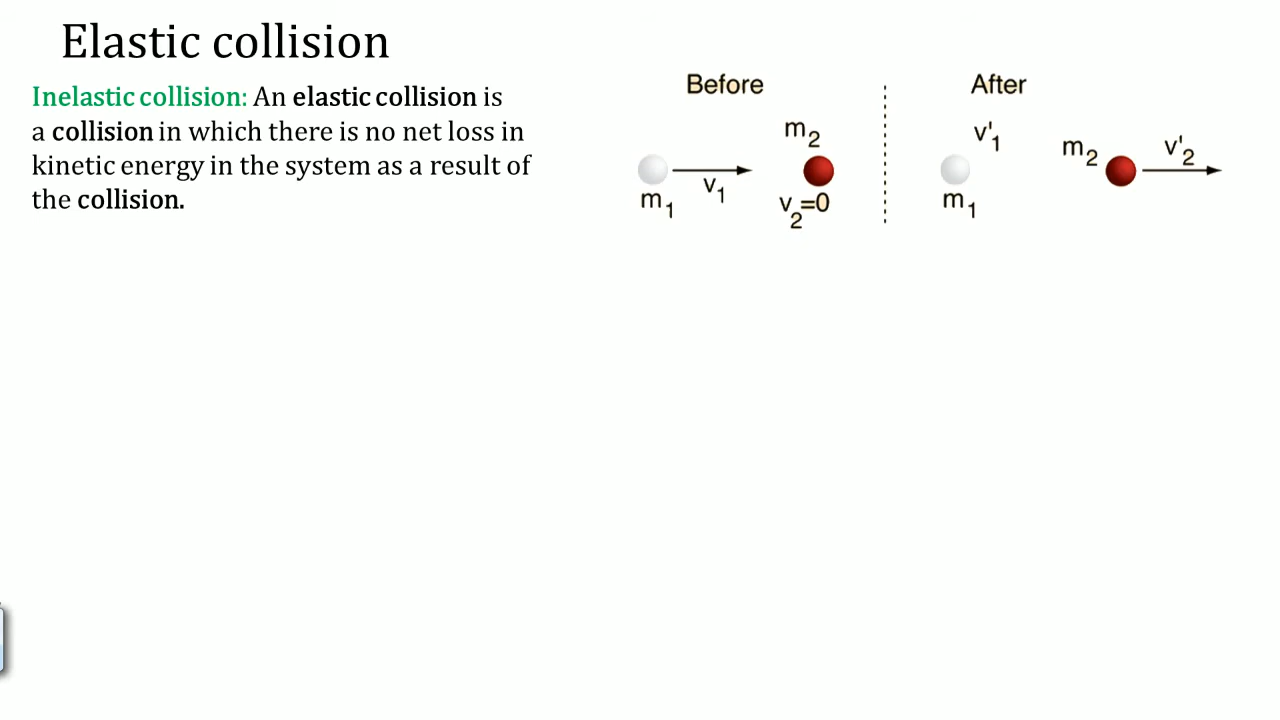 Elastic collision
Inelastic collision: An elastic collision is
a collision in which there is no net loss in
kinetic energy in the system as a result of
the collision.
Before
m2
m1
v1
v2=0
After
v'1
m1
m2
v'2